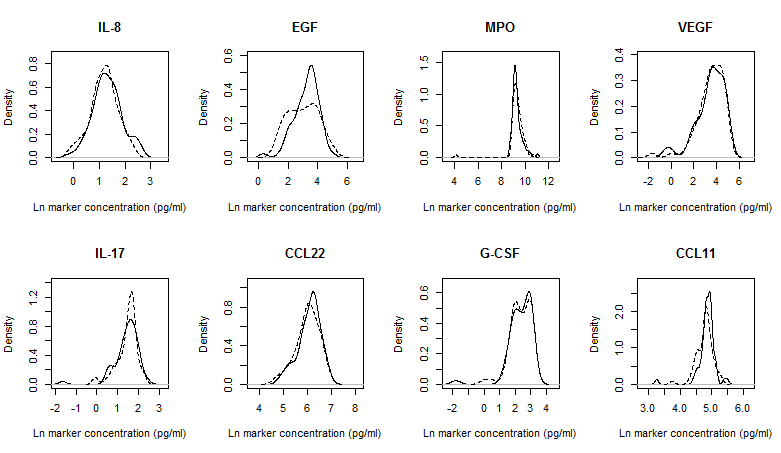 IL-8 EGF MPO VEGF
Density 0.0 0.2 0.4 0.6 0.8 Density 0.0 0.2 0.4 0.6 Density 0.0 0.5 1.0 1.5 Density 0.0 0.1 0.2 0.3 0.4
0 1 2 3 0 2 4 6 4 6 8 10 12 -2 0 2 4 6
Ln marker concentration (pg/ml) Ln marker concentration (pg/ml) Ln marker concentration (pg/ml) Ln marker concentration (pg/ml)
IL-17 CCL22 G-CSF CCL11
Density 0.0 0.4 0.8 1.2 Density 0.0 0.4 0.8 Density 0.0 0.2 0.4 0.6 Density 0.0 1.0 2.0
-2 -1 0 1 2 3 4 5 6 7 8 -2 0 1 2 3 4 3.0 4.0 5.0 6.0
Ln marker concentration (pg/ml) Ln marker concentration (pg/ml) Ln marker concentration (pg/ml) Ln marker concentration (pg/ml)